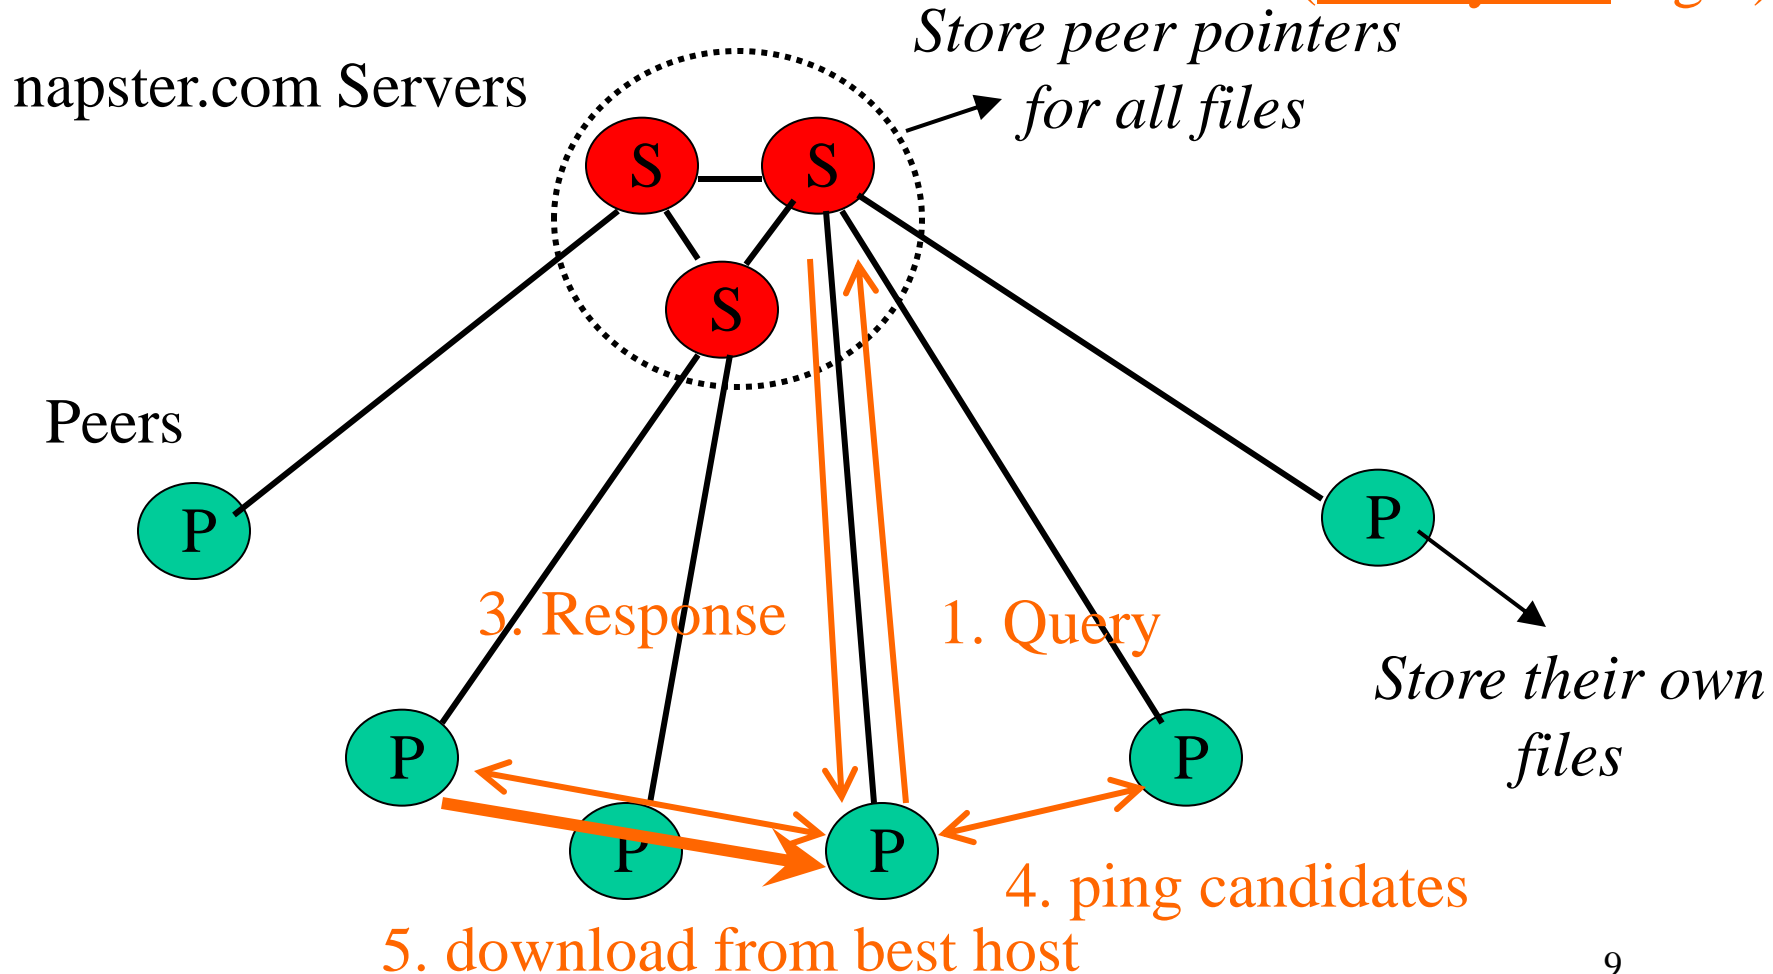 Store peer pointers
for all files
napster.com Servers
S
S
S
Peers
P
P
3. Response
1. Query
Store their own
files
P
P
P
P
4. ping candidates
5. download from best host
9